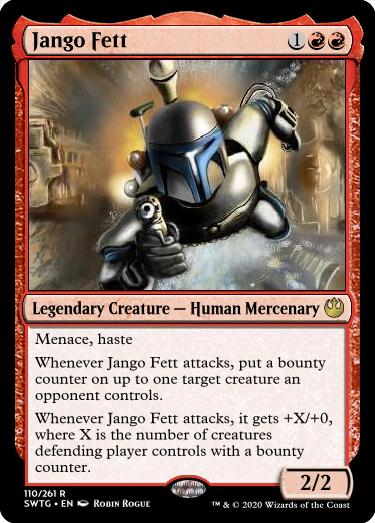 Jango Fett 1
Legendary Creature — Human Mercenary
Menace, haste
Whenever Jango Fett attacks, put a bounty
counter on up to one target creature an
opponent controls.
Whenever Jango Fett attacks, it gets +X/+0,
where X is the number of creatures
defending player controls with a bounty
counter.
2/2
110/261 R
SWTG • EN Robin Rogue
™ & © 2020 Wizards of the Coast